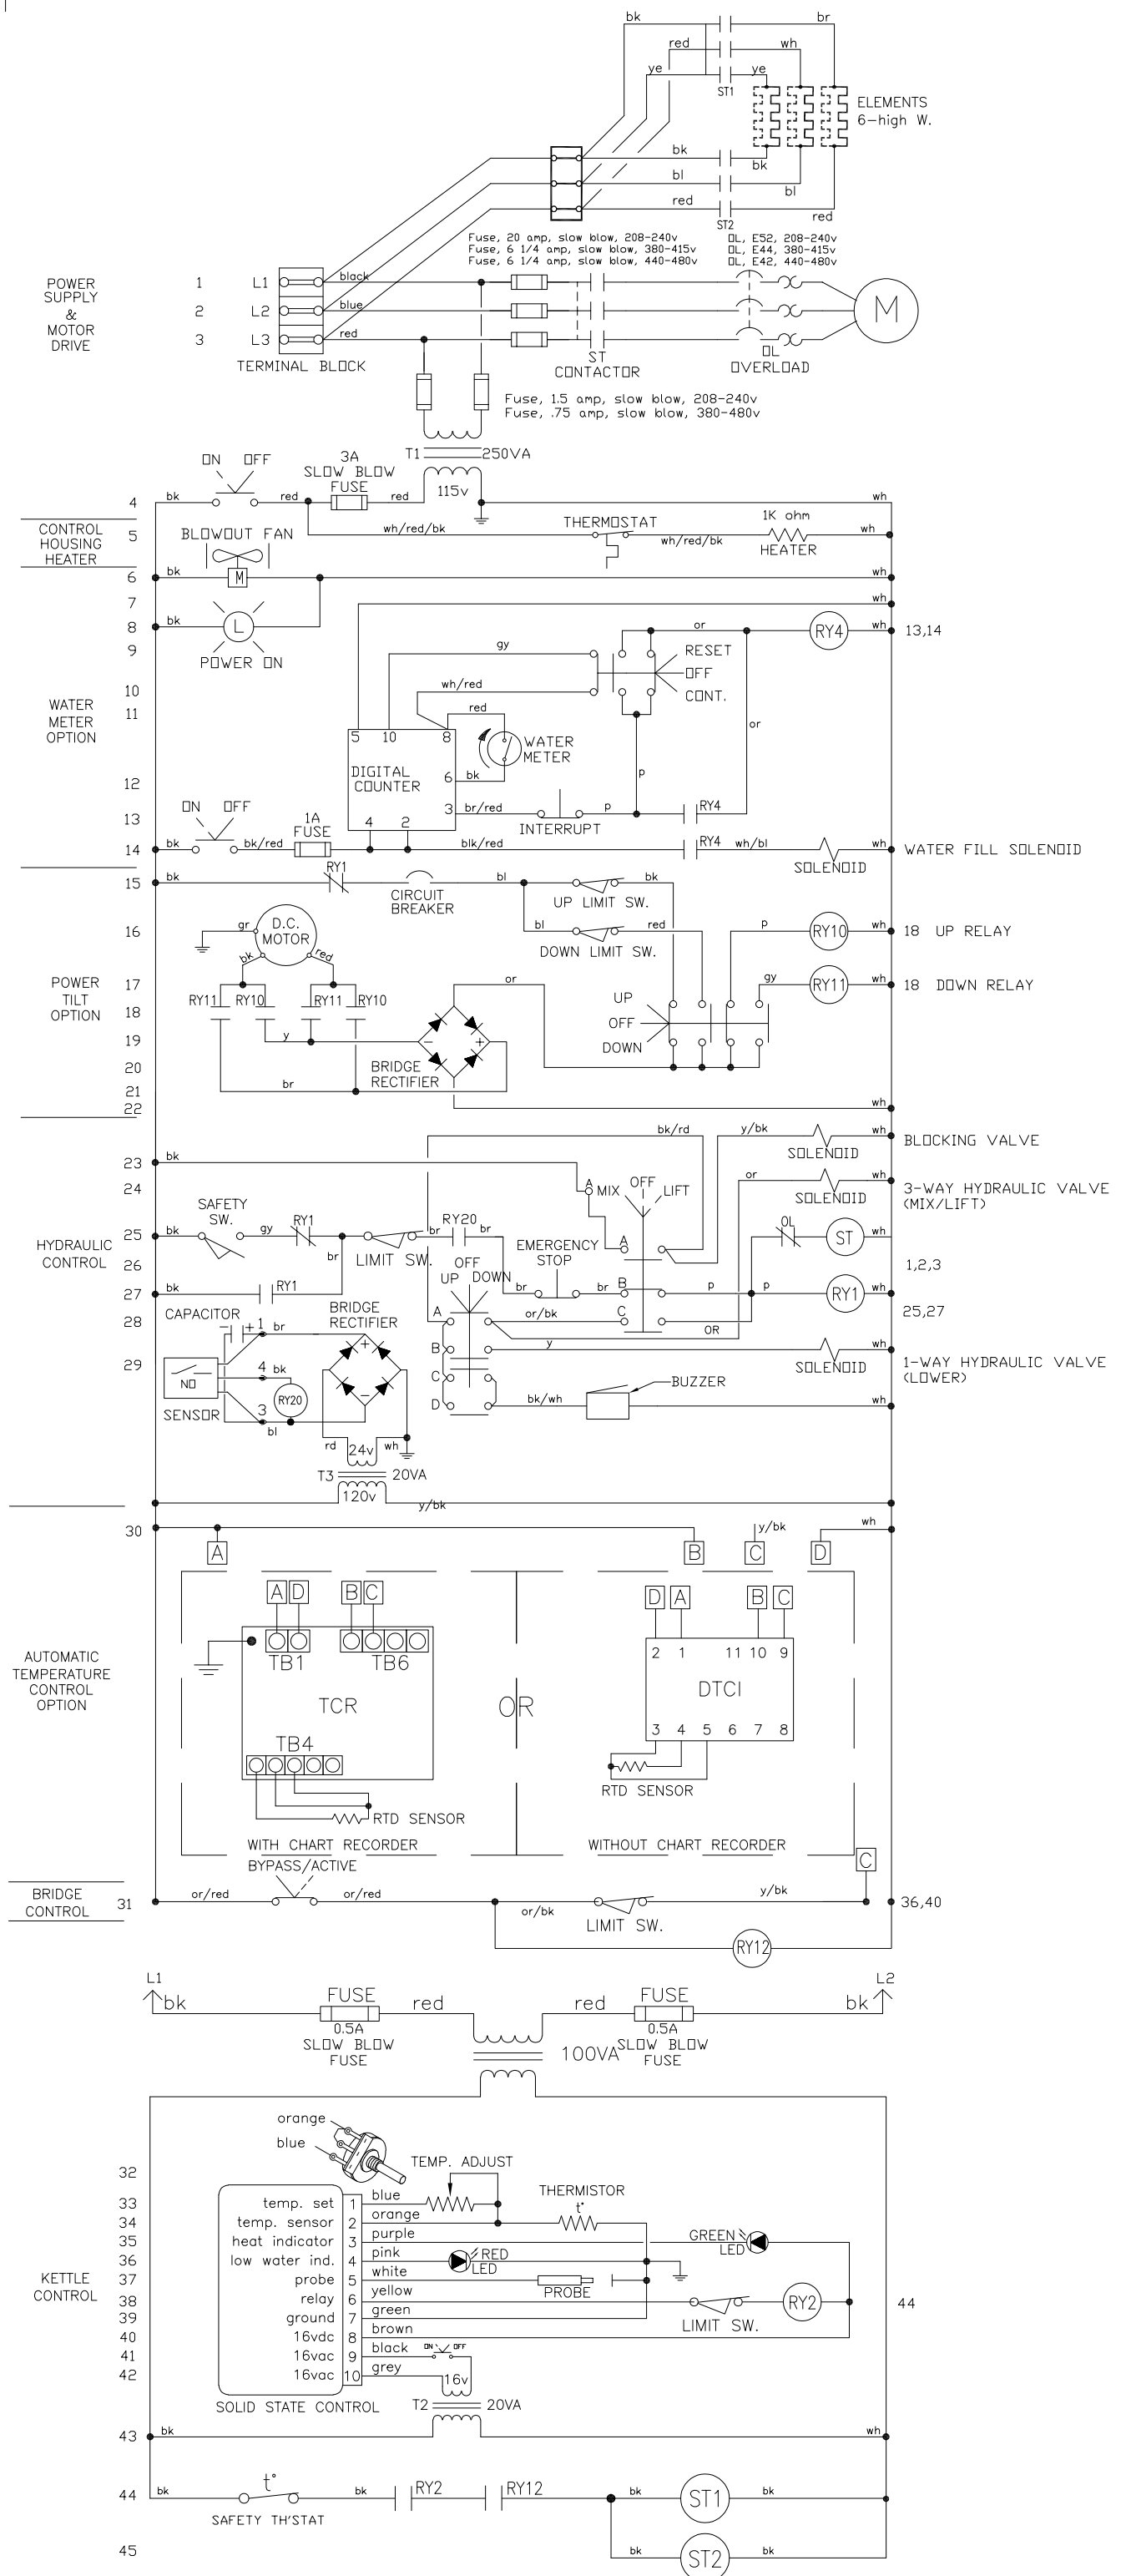 bk br
red wh
ye ye
ST1
ELEMENTS
6-high W.
bk
bk
bl
bl
red
red
ST2
Fuse, 20 amp, slow blow, 208-240v OL, E52, 208-240v
Fuse, 6 1/4 amp, slow blow, 380-415v OL, E44, 380-415v
Fuse, 6 1/4 amp, slow blow, 440-480v OL, E42, 440-480v
POWER
SUPPLY
&
MOTOR
DRIVE
1 L1 black
2 L2 blue M
3 L3 red
TERMINAL BLOCK
ST
CONTACTOR
OL
OVERLOAD
Fuse, 1.5 amp, slow blow, 208-240v
Fuse, .75 amp, slow blow, 380-480v
T1 250VA
ON OFF
3A
SLOW BLOW
FUSE
115v
4 bk red red wh
CONTROL
HOUSING
HEATER
5 BLOWOUT FAN wh/red/bk THERMOSTAT wh/red/bk 1K ohm wh
HEATER
6 bk M wh
7 wh
8 bk L or RY4 wh 13,14
POWER ON
9 gy RESET
OFF
10 wh/red CONT.
WATER
METER
OPTION
11 red
or
5 10 8
WATER
METER
DIGITAL
COUNTER
12 6 bk
p
ON OFF
1A
FUSE
13 3 br/red p RY4
INTERRUPT
4 2
14 bk bk/red blk/red RY4 wh/bl wh WATER FILL SOLENOID
SOLENOID
15 bk RY1 bl bk
CIRCUIT
BREAKER
UP LIMIT SW.
16 gr D.C.
MOTOR
bl red p RY10 wh 18 UP RELAY
DOWN LIMIT SW.
bk red
POWER
TILT
OPTION
17 or gy RY11 wh 18 DOWN RELAY
RY11 RY10 RY11 RY10
18 UP
OFF
DOWN
19 y - +
20 BRIDGE
RECTIFIER
21 br
22 wh
bk/rd y/bk wh BLOCKING VALVE
SOLENOID
23 bk
24 A MIX OFF LIFT or wh
SOLENOID
3-WAY HYDRAULIC VALVE
(MIX/LIFT)
SAFETY
SW.
HYDRAULIC
CONTROL
25 bk gy RY1 br RY20 br A OL ST wh
LIMIT SW.
EMERGENCY
STOP
26 br OFF 1,2,3
UP DOWN
27 bk RY1 br br B p p RY1 wh
25,27
28 CAPACITOR BRIDGE
RECTIFIER
A or/bk C OR
- + 1 br +
29 B y wh
SOLENOID
1-WAY HYDRAULIC VALVE
(LOWER)
4 bk
NO RY20 - C BUZZER
SENSOR 3 D bk/wh wh
bl
rd 24v wh
T3 20VA
120v y/bk
30 y/bk wh
A B C D
A D B C D A B C
TB1 TB6
2 1 11 10 9
AUTOMATIC
TEMPERATURE
CONTROL
OPTION
TCR OR DTCI
TB4
3 4 5 6 7 8
RTD SENSOR
RTD SENSOR
WITH CHART RECORDER WITHOUT CHART RECORDER
BYPASS/ACTIVE C
BRIDGE
CONTROL
31 or/red or/red or/bk y/bk 36,40
LIMIT SW.
RY12
L1 L2
bk FUSE red red FUSE bk
0.5A
SLOW BLOW
FUSE
100VA
0.5A
SLOW BLOW
FUSE
orange
blue
32 TEMP. ADJUST
33 temp. set 1 blue THERMISTOR
34 temp. sensor 2 orange t°
35 heat indicator 3 purple GREEN
LED
36 low water ind. 4 pink RED
LED
KETTLE
CONTROL
37 probe 5 white PROBE
38 relay 6 yellow RY2 44
39 ground 7 green LIMIT SW.
40 16vdc 8 brown
41 16vac 9 black ON OFF
42 16vac 10 grey 16v
SOLID STATE CONTROL T2 20VA
43 bk wh
44 bk t° bk RY2 RY12 bk ST1 bk
SAFETY TH'STAT
45 bk ST2 bk